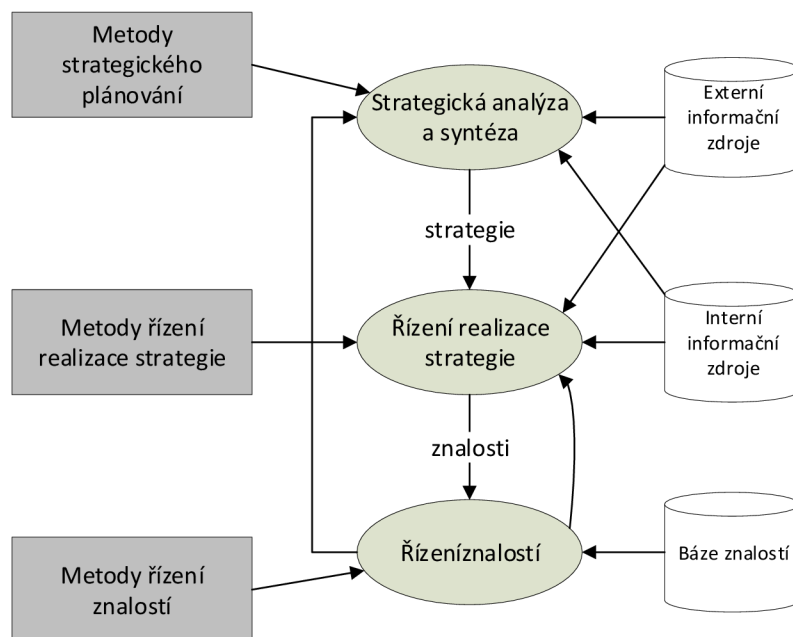 Metody
strategického
plánování
Strategická analýza
a syntéza
Externí
informační
zdroje
strategie
Metody řízení
realizace strategie
Řízení realizace
strategie
Interní
informační
zdroje
znalosti
Metody řízení
znalostí
Řízeníznalostí
Báze znalostí